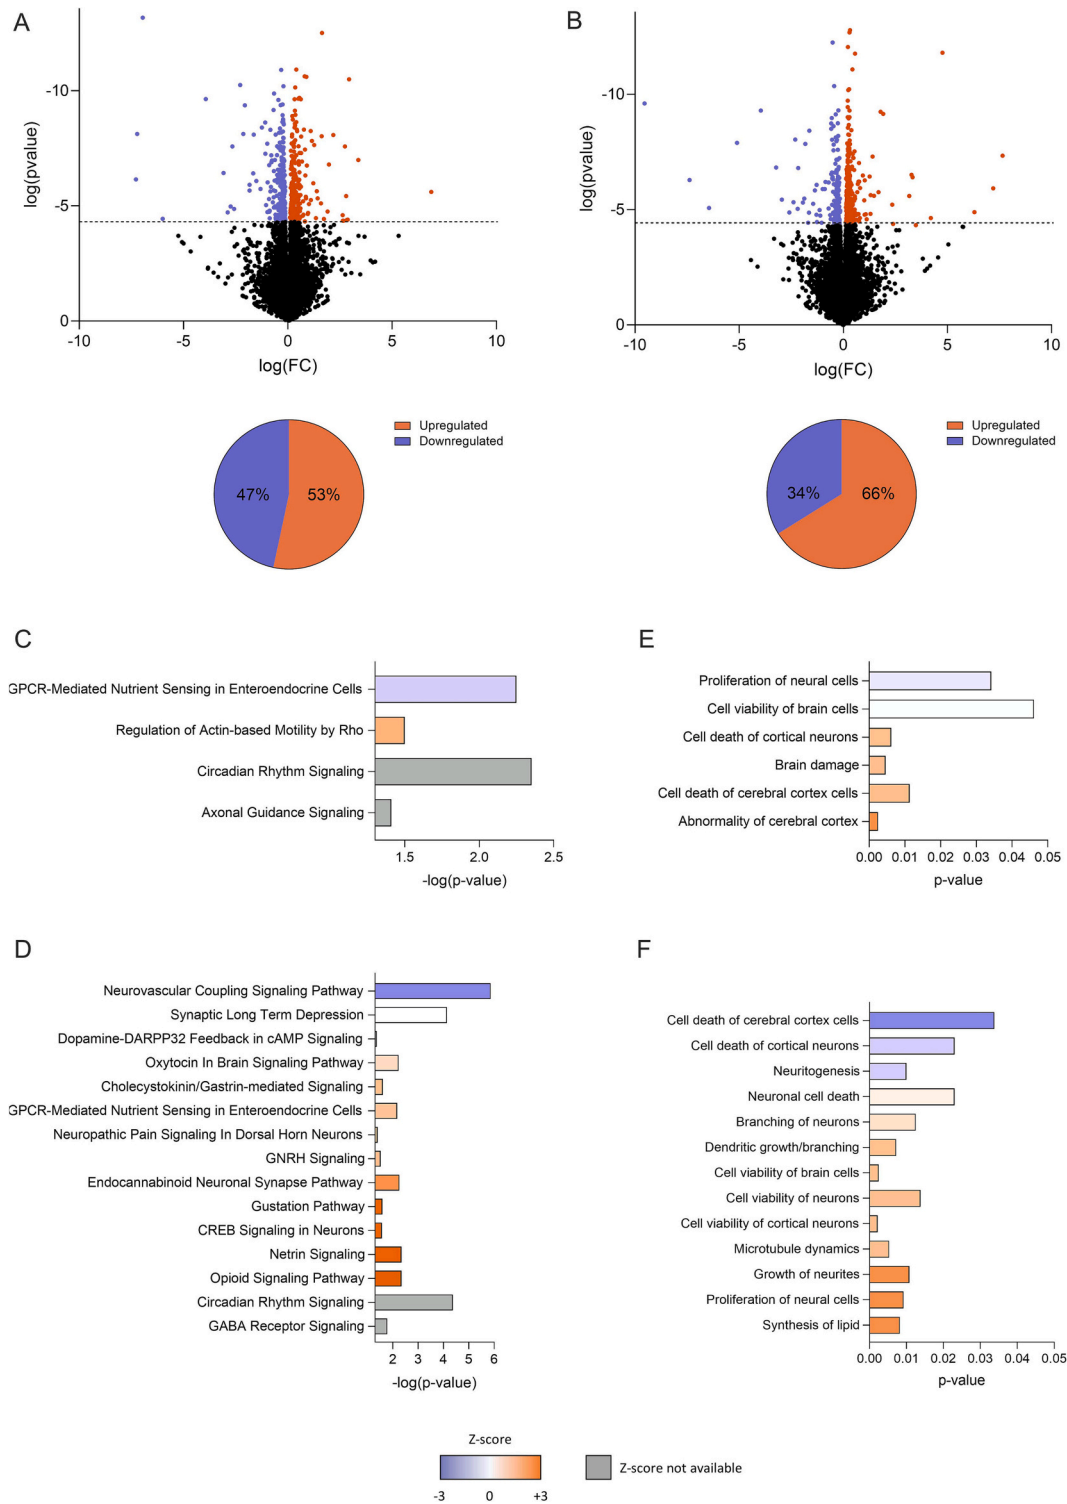 A
-10
-5
0
log(pvalue)
-10
-5
0
5
10
log(FC)
B
-10
-5
0
log(pvalue)
-10
-5
0
5
10
log(FC)
Upregulated
Downregulated
47%
53%
Upregulated
Downregulated
34%
66%
C
GPCR-Mediated Nutrient Sensing in Enteroendocrine Cells
Regulation of Actin-based Motility by Rho
Circadian Rhythm Signaling
Axonal Guidance Signaling
1.5
2.0
2.5
-log(p-value)
E
Proliferation of neural cells
Cell viability of brain cells
Cell death of cortical neurons
Brain damage
Cell death of cerebral cortex cells
Abnormality of cerebral cortex
0.00
0.01
0.02
0.03
0.04
0.05
p-value
D
Neurovascular Coupling Signaling Pathway
Synaptic Long Term Depression
Dopamine-DARPP32 Feedback in cAMP Signaling
Oxytocin In Brain Signaling Pathway
Cholecystokinin/Gastrin-mediated Signaling
GPCR-Mediated Nutrient Sensing in Enteroendocrine Cells
Neuropathic Pain Signaling In Dorsal Horn Neurons
GNRH Signaling
Endocannabinoid Neuronal Synapse Pathway
Gustation Pathway
CREB Signaling in Neurons
Netrin Signaling
Opioid Signaling Pathway
Circadian Rhythm Signaling
GABA Receptor Signaling
2
3
4
5
6
-log(p-value)
F
Cell death of cerebral cortex cells
Cell death of cortical neurons
Neuritogenesis
Neuronal cell death
Branching of neurons
Dendritic growth/branching
Cell viability of brain cells
Cell viability of neurons
Cell viability of cortical neurons
Microtubule dynamics
Growth of neurites
Proliferation of neural cells
Synthesis of lipid
0.00
0.01
0.02
0.03
0.04
0.05
p-value
Z-score
-3
0
+3
Z-score not available